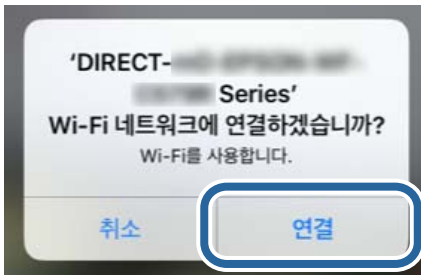 'DIRECT-
Series'
Wi-Fi 네트워크에 연결하겠습니까?
Wi-Fi를 사용합니다.
취소
연결